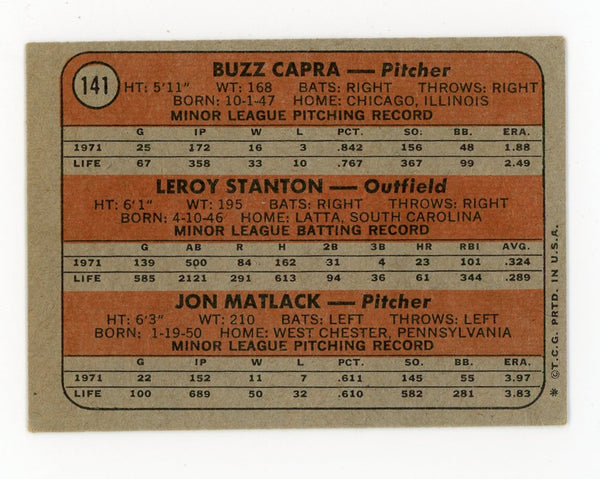 141
BUZZ CAPRA — Pitcher
HT: 5'11" WT: 168 BATS: RIGHT THROWS: RIGHT
BORN: 10-1-47 HOME: CHICAGO, ILLINOIS
MINOR LEAGUE PITCHING RECORD
G IP W L PCT. SO. BB. ERA.
1971 25 172 16 3 .842 156 48 1.88
LIFE 67 358 33 10 .767 367 99 2.49
LEROY STANTON — Outfield
HT: 6'1" WT: 195 BATS: RIGHT THROWS: RIGHT
BORN: 4-10-46 HOME: LATTA, SOUTH CAROLINA
MINOR LEAGUE BATTING RECORD
G AB R H 2B 3B HR RBI AVG.
1971 139 500 84 162 31 4 23 101 .324
LIFE 585 2121 291 613 94 36 61 344 .289
JON MATLACK — Pitcher
HT: 6'3" WT: 210 BATS: LEFT THROWS: LEFT
BORN: 1-19-50 HOME: WEST CHESTER, PENNSYLVANIA
MINOR LEAGUE PITCHING RECORD
G IP W L PCT. SO. BB. ERA.
1971 22 152 11 7 .611 145 55 3.97
LIFE 100 689 50 32 .610 582 281 3.83
* ©T.C.G. PRTD. IN U.S.A.